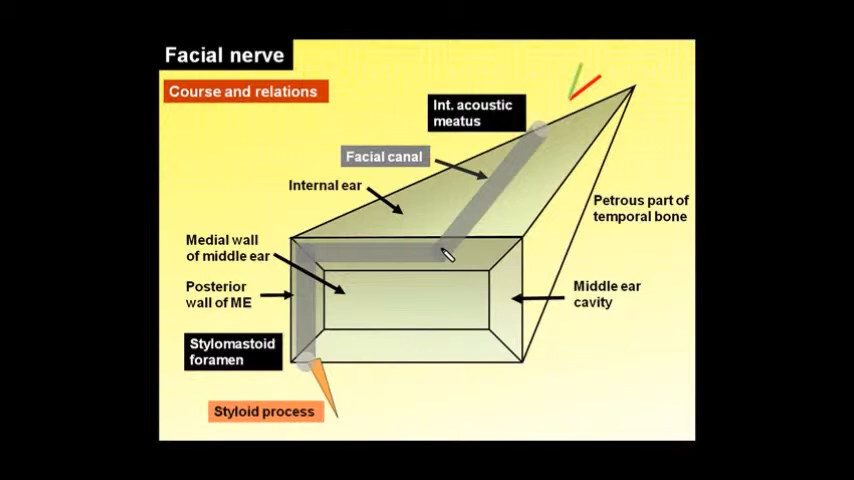 Facial nerve
Course and relations
Int. acoustic
meatus
Facial canal
Internal ear
Petrous part of
temporal bone
Medial wall
of middle ear
Posterior
wall of ME
Middle ear
cavity
Stylomastoid
foramen
Styloid process